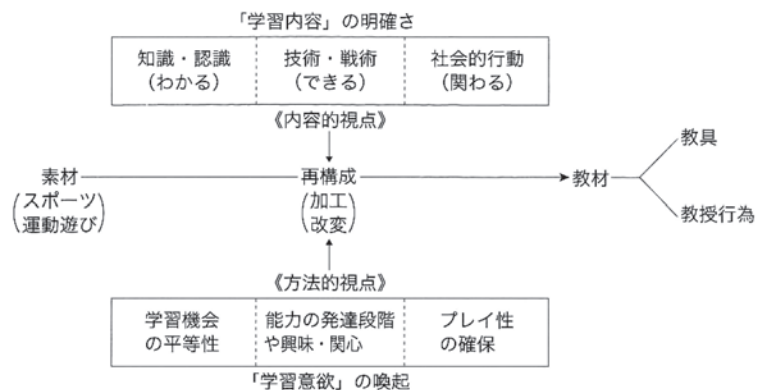 「学習内容」の明確さ
知識・認識
(わかる)
技術・戦術
(できる)
社会的行動
(関わる)
《内容的視点》
素材
(スポーツ
運動遊び)
再構成
(加工
改変)
教材
教具
教授行為
《方法的視点》
学習機会
の平等性
能力の発達段階
や興味・関心
プレイ性
の確保
「学習意欲」の喚起